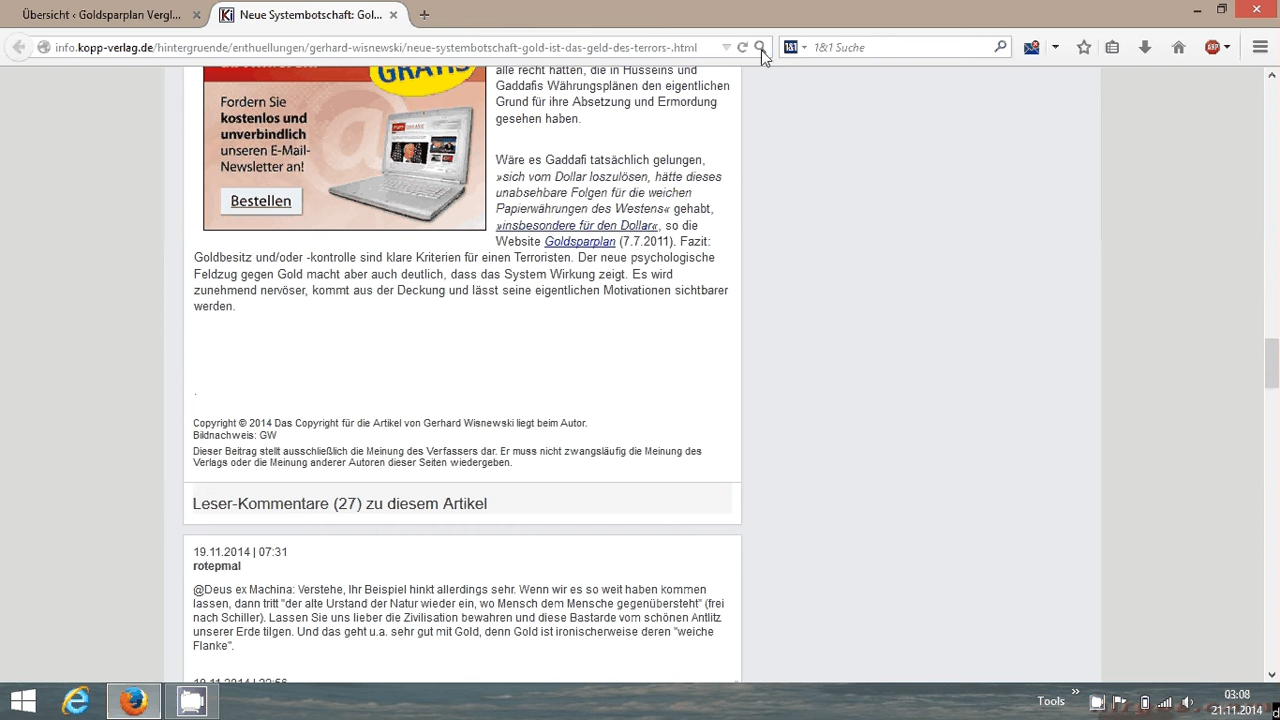 Übersicht ‹ Goldsparplan Vergl...
Neue Systembotschaft: Gol...
info.kopp-verlag.de/hintergruende/enthuellungen/gerhard-wisnewski/neue-systembotschaft-gold-ist-das-geld-des-terrors-.html
1&1
1&1 Suche
ABP
GRATIS
Fordern Sie
kostenlos und
unverbindlich
unseren E-Mail-
Newsletter an!
Bestellen
alle recht hatten, die in Husseins und
Gaddafis Währungsplänen den eigentlichen
Grund für ihre Absetzung und Ermordung
gesehen haben.
Wäre es Gaddafi tatsächlich gelungen,
»sich vom Dollar loszulösen, hätte dieses
unabsehbare Folgen für die weichen
Papierwährungen des Westens« gehabt,
»insbesondere für den Dollar«, so die
Website Goldsparplan (7.7.2011). Fazit:
Goldbesitz und/oder -kontrolle sind klare Kriterien für einen Terroristen. Der neue psychologische
Feldzug gegen Gold macht aber auch deutlich, dass das System Wirkung zeigt. Es wird
zunehmend nervöser, kommt aus der Deckung und lässt seine eigentlichen Motivationen sichtbarer
werden.
.
Copyright © 2014 Das Copyright für die Artikel von Gerhard Wisnewski liegt beim Autor.
Bildnachweis: GW
Dieser Beitrag stellt ausschließlich die Meinung des Verfassers dar. Er muss nicht zwangsläufig die Meinung des
Verlags oder die Meinung anderer Autoren dieser Seiten wiedergeben.
Leser-Kommentare (27) zu diesem Artikel
19.11.2014 | 07:31
rotepmal
@Deus ex Machina: Verstehe, Ihr Beispiel hinkt allerdings sehr. Wenn wir es so weit haben kommen
lassen, dann tritt "der alte Urstand der Natur wieder ein, wo Mensch dem Mensche gegenübersteht" (frei
nach Schiller). Lassen Sie uns lieber die Zivilisation bewahren und diese Bastarde vom schönen Antlitz
unserer Erde tilgen. Und das geht u.a. sehr gut mit Gold, denn Gold ist ironischerweise deren "weiche
Flanke".
Tools
03:08
21.11.2014